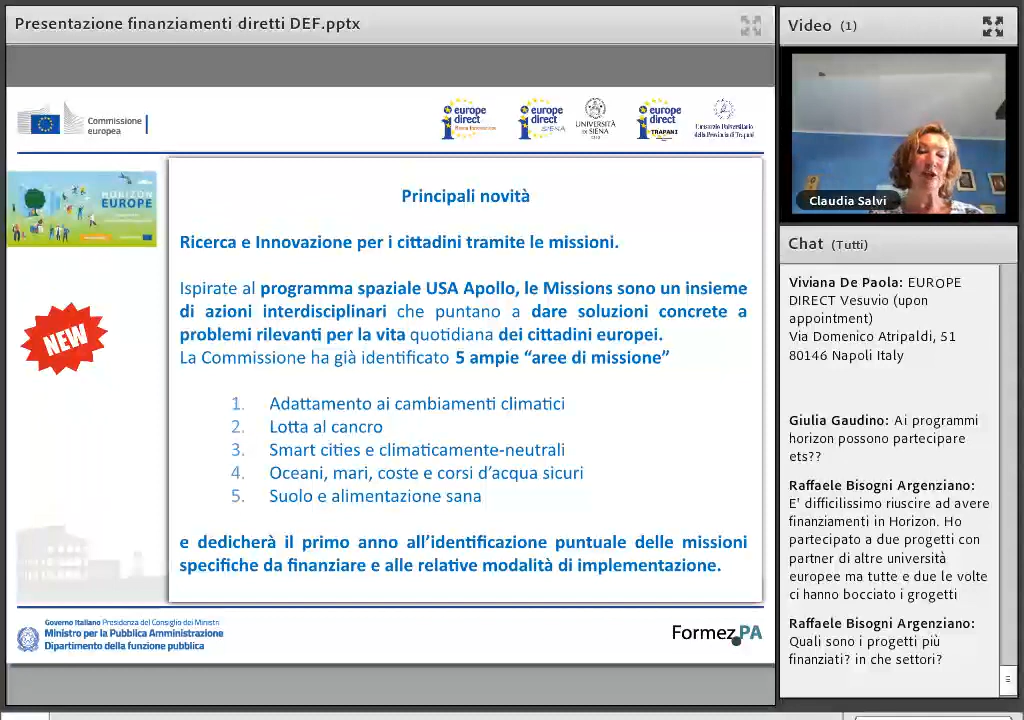 Presentazione finanziamenti diretti DEF.pptx
Commissione
europea
europe
direct
europe
direct
SIENA
UNIVERSITÀ
DI SIENA
1240
europe
direct
TRAPANI
Consorzio Universitario
della Provincia di Trapani
HORIZON
EUROPE
NEW
Principali novità
Ricerca e Innovazione per i cittadini tramite le missioni.
Ispirate al programma spaziale USA Apollo, le Missions sono un insieme
di azioni interdisciplinari che puntano a dare soluzioni concrete a
problemi rilevanti per la vita quotidiana dei cittadini europei.
La Commissione ha già identificato 5 ampie “aree di missione”
1. Adattamento ai cambiamenti climatici
2. Lotta al cancro
3. Smart cities e climaticamente-neutrali
4. Oceani, mari, coste e corsi d’acqua sicuri
5. Suolo e alimentazione sana
e dedicherà il primo anno all’identificazione puntuale delle missioni
specifiche da finanziare e alle relative modalità di implementazione.
Governo Italiano Presidenza del Consiglio dei Ministri
Ministro per la Pubblica Amministrazione
Dipartimento della funzione pubblica
Formez PA
Video (1)
Claudia Salvi
Chat (Tutti)
Viviana De Paola: EUROPE
DIRECT Vesuvio (upon
appointment)
Via Domenico Atripaldi, 51
80146 Napoli Italy
Giulia Gaudino: Ai programmi
horizon possono partecipare
ets??
Raffaele Bisogni Argenziano:
E' difficilissimo riuscire ad avere
finanziamenti in Horizon. Ho
partecipato a due progetti con
partner di altre università
europee ma tutte e due le volte
ci hanno bocciato i grogetti
Raffaele Bisogni Argenziano:
Quali sono i progetti più
finanziati? in che settori?